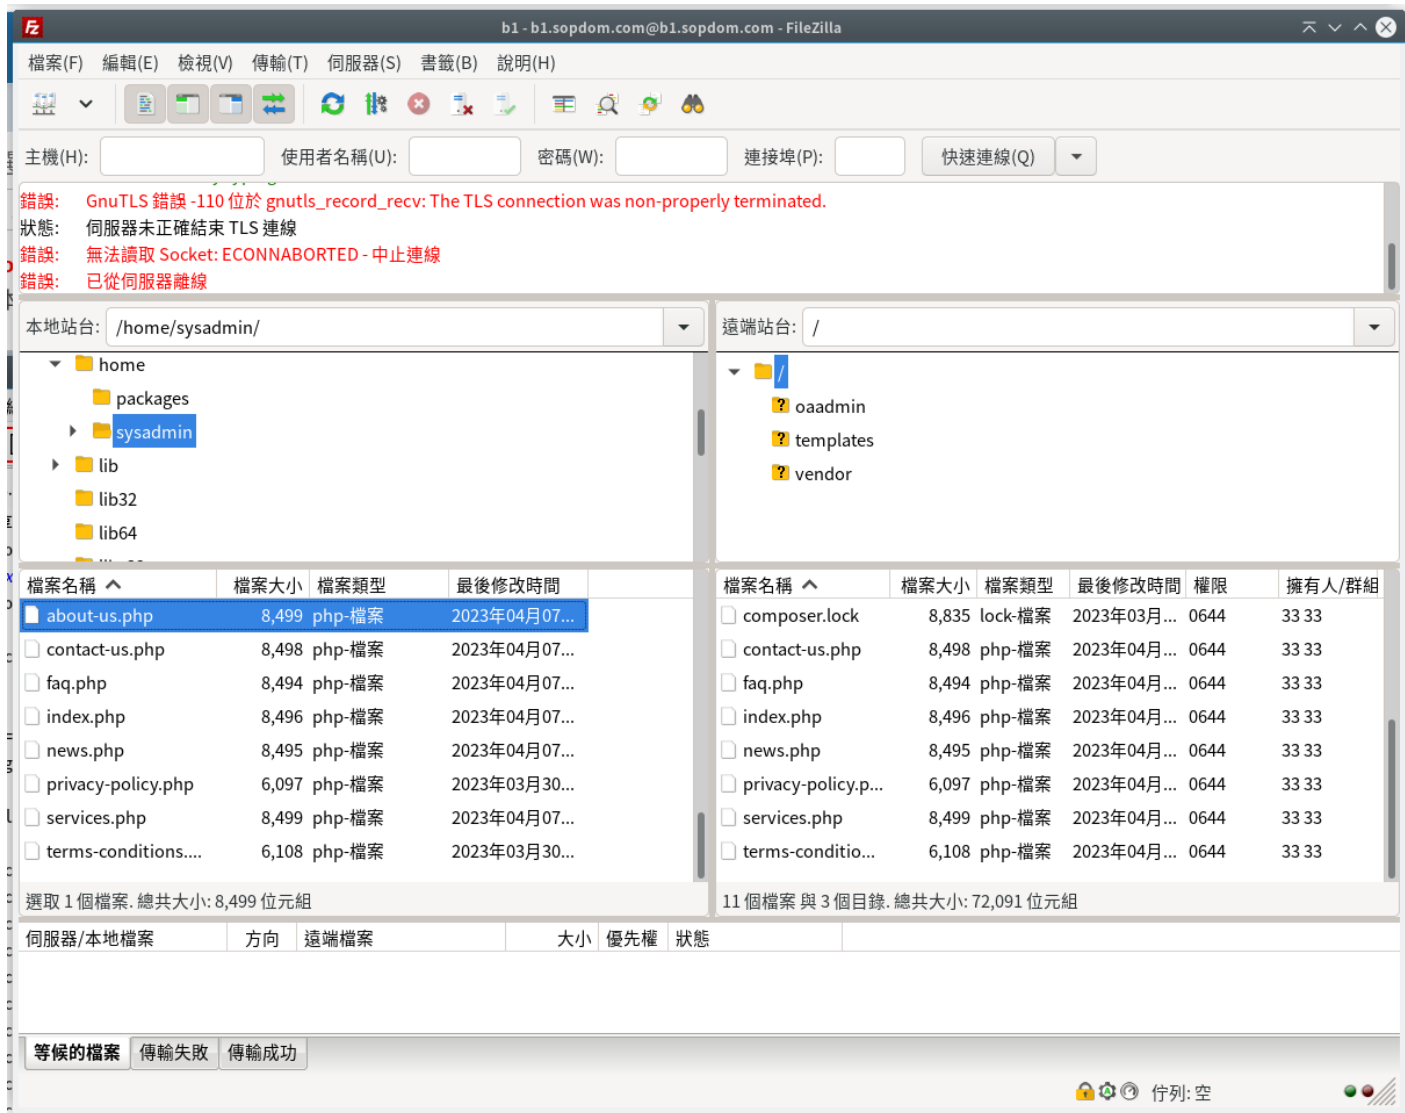 b1 - b1.sopdom.com@b1.sopdom.com - FileZilla
檔案(F) 編輯(E) 檢視(V) 傳輸(T) 伺服器(S) 書籤(B) 說明(H)
主機(H): 使用者名稱(U): 密碼(W): 連接埠(P): 快速連線(Q)
錯誤: GnuTLS 錯誤 -110 位於 gnutls_record_recv: The TLS connection was non-properly terminated.
狀態: 伺服器未正確結束 TLS 連線
錯誤: 無法讀取 Socket: ECONNABORTED - 中止連線
錯誤: 已從伺服器離線
本地站台: /home/sysadmin/
home
packages
sysadmin
lib
lib32
lib64
遠端站台: /
/
oaadmin
templates
vendor
檔案名稱 檔案大小 檔案類型 最後修改時間
about-us.php 8,499 php-檔案 2023年04月07...
contact-us.php 8,498 php-檔案 2023年04月07...
faq.php 8,494 php-檔案 2023年04月07...
index.php 8,496 php-檔案 2023年04月07...
news.php 8,495 php-檔案 2023年04月07...
privacy-policy.php 6,097 php-檔案 2023年03月30...
services.php 8,499 php-檔案 2023年04月07...
terms-conditions.... 6,108 php-檔案 2023年03月30...
選取 1 個檔案. 總共大小: 8,499 位元組
檔案名稱 檔案大小 檔案類型 最後修改時間 權限 擁有人/群組
composer.lock 8,835 lock-檔案 2023年03月... 0644 33 33
contact-us.php 8,498 php-檔案 2023年04月... 0644 33 33
faq.php 8,494 php-檔案 2023年04月... 0644 33 33
index.php 8,496 php-檔案 2023年04月... 0644 33 33
news.php 8,495 php-檔案 2023年04月... 0644 33 33
privacy-policy.p... 6,097 php-檔案 2023年04月... 0644 33 33
services.php 8,499 php-檔案 2023年04月... 0644 33 33
terms-conditio... 6,108 php-檔案 2023年04月... 0644 33 33
11 個檔案 與 3 個目錄. 總共大小: 72,091 位元組
伺服器/本地檔案 方向 遠端檔案 大小 優先權 狀態
等候的檔案 傳輸失敗 傳輸成功
佇列: 空